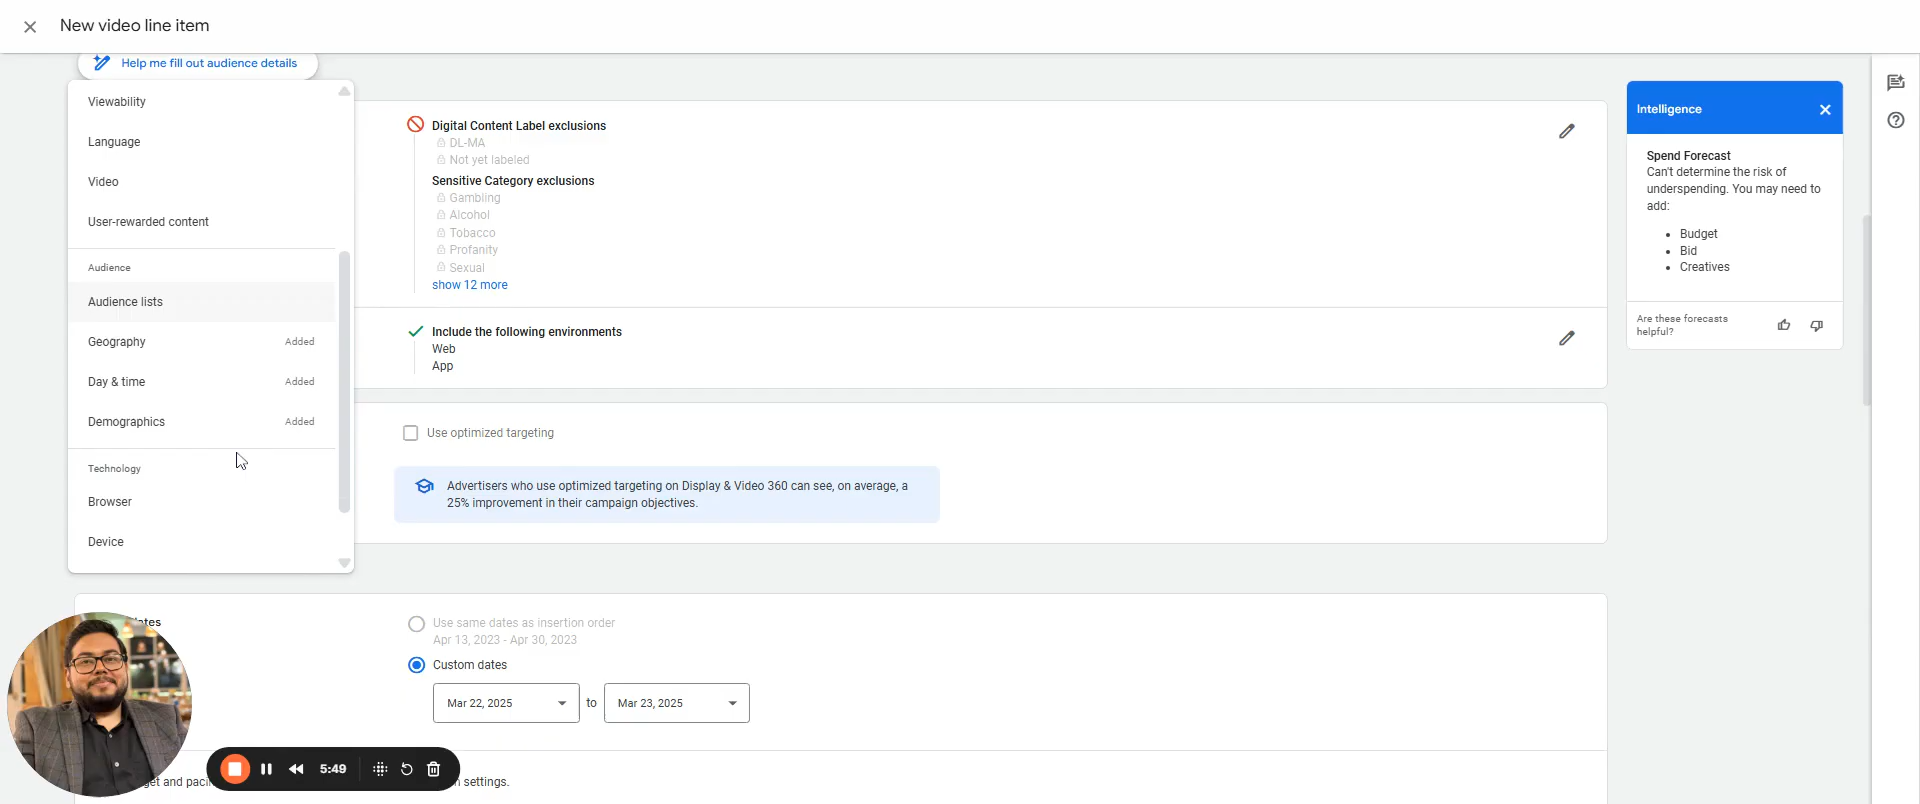 New video line item
Help me fill out audience details
Viewability
Language
Video
User-rewarded content
Audience
Audience lists
Geography Added
Day & time Added
Demographics Added
Technology
Browser
Device
Digital Content Label exclusions
DL-MA
Not yet labeled
Sensitive Category exclusions
Gambling
Alcohol
Tobacco
Profanity
Sexual
show 12 more
Include the following environments
Web
App
Use optimized targeting
Advertisers who use optimized targeting on Display & Video 360 can see, on average, a
25% improvement in their campaign objectives.
Use same dates as insertion order
Apr 13, 2023 - Apr 30, 2023
Custom dates
Mar 22, 2025 to Mar 23, 2025
settings.
5:49
Intelligence
Spend Forecast
Can't determine the risk of
underspending. You may need to
add:
Budget
Bid
Creatives
Are these forecasts
helpful?